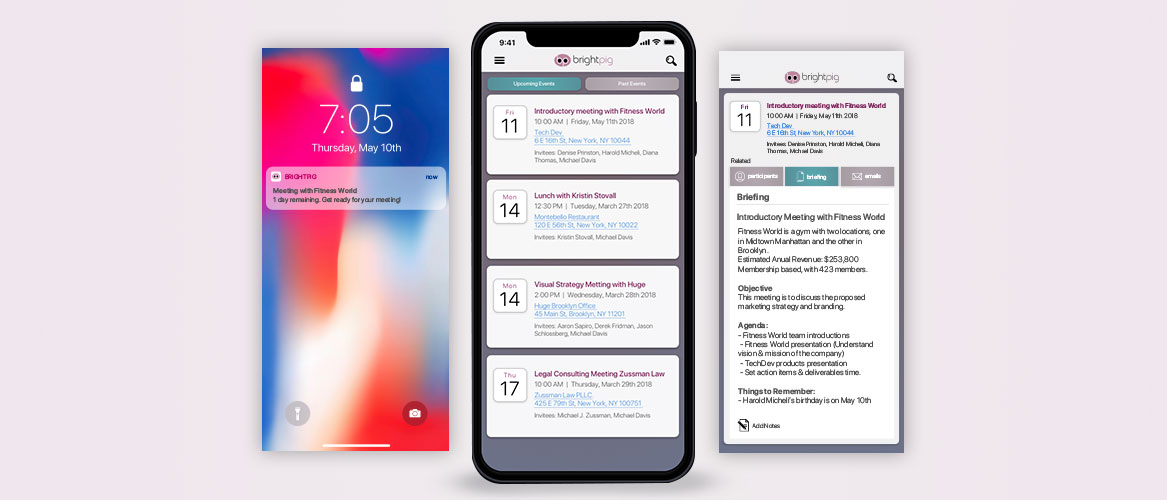 7:05
Thursday, May 10th
BRIGHTPIG
now
Meeting with Fitness World
1 day remaining. Get ready for your meeting!
9:41
brightpig
Upcoming Events
Past Events
Fri
11
Introductory meeting with Fitness World
10:00 AM | Friday, May 11th 2018
Tech Dev
6 E 16th St, New York, NY 10044
Invitees: Denise Prinston, Harold Micheli, Diana
Thomas, Michael Davis
Mon
14
Lunch with Kristin Stovall
12:30 PM | Tuesday, March 27th 2018
Montebello Restaurant
120 E 56th St, New York, NY 10022
Invitees: Kristin Stovall, Michael Davis
Mon
14
Visual Strategy Metting with Huge
2:00 PM | Wednesday, March 28th 2018
Huge Brooklyn Office
45 Main St, Brooklyn, NY 11201
Invitees: Aaron Sapiro, Derek Fridman, Jason
Schlossberg, Michael Davis
Thu
17
Legal Consulting Meeting Zussman Law
10:00 AM | Thursday, March 29th 2018
Zussman Law PLLC.
425 E 79th St, New York, NY 100751
Invitees: Michael J. Zussman, Michael Davis
brightpig
Fri
11
Introductory meeting with Fitness World
10:00 AM | Friday, May 11th 2018
Tech Dev
6 E 16th St, New York, NY 10044
Invitees: Denise Prinston, Harold Micheli, Diana
Thomas, Michael Davis
Related
participants
briefing
emails
Briefing
Introductory Meeting with Fitness World
Fitness World is a gym with two locations, one
in Midtown Manhattan and the other in
Brooklyn.
Estimated Anual Revenue: $253,800
Membership based, with 423 members.
Objective
This meeting is to discuss the proposed
marketing strategy and branding.
Agenda:
- Fitness World team introductions
- Fitness World presentation (Understand
vision & mission of the company)
- TechDev products presentation
- Set action items & deliverables time.
Things to Remember:
- Harold Micheli's birthday is on May 10th
Add Notes